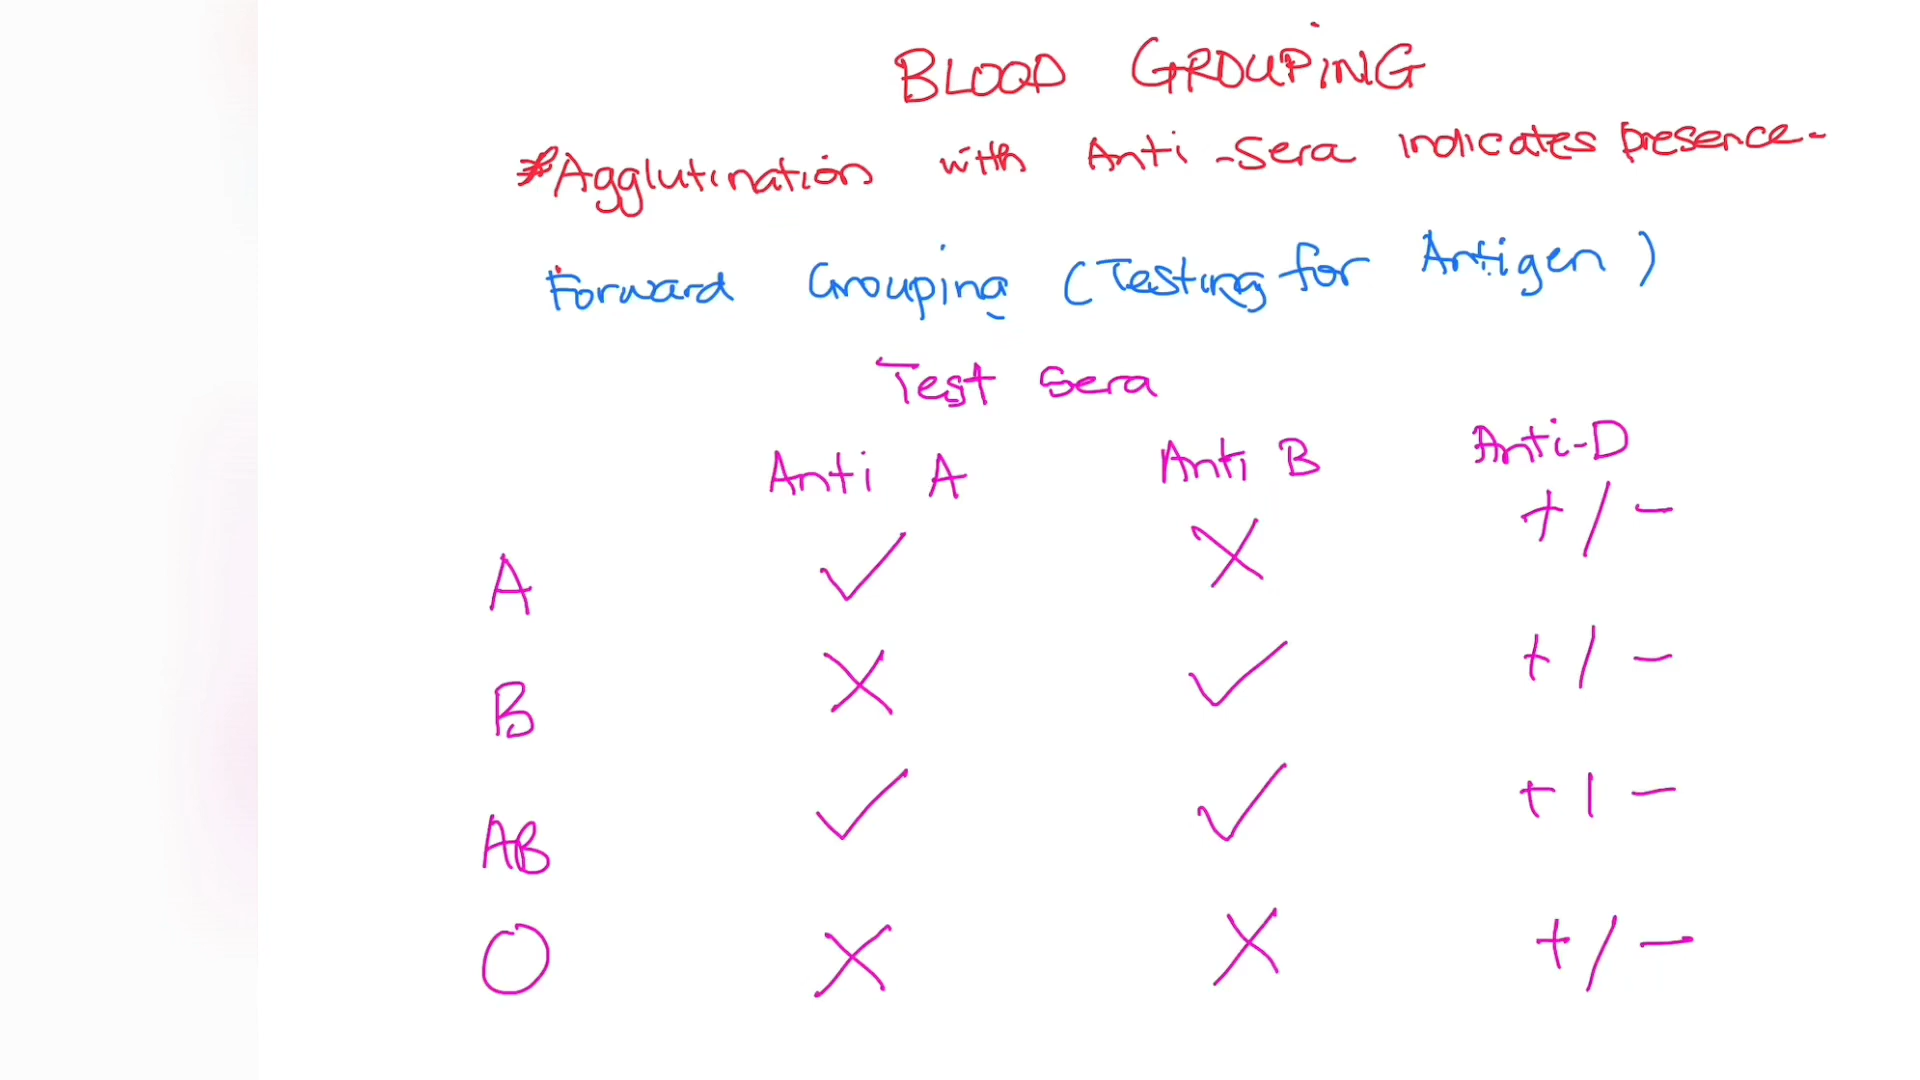 BLOOD GROUPING
*Agglutination with Anti-Sera indicates presence-
Forward Grouping (Testing for Antigen)
Test Sera
Anti A Anti B Anti-D
A ✓ X +/-
B X ✓ +/-
AB ✓ ✓ +/-
O X X +/-